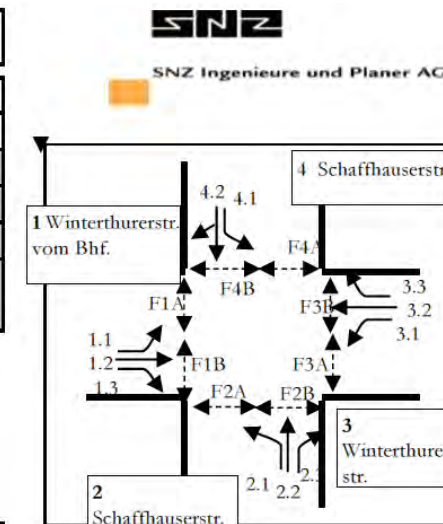 SNZ
SNZ Ingenieure und Planer AG
4 Schaffhauserstr.
4.2 4.1
1 Winterthurerstr.
vom Bhf.
F4A
F1A F4B F3B
3.3
3.2
3.1
1.1
1.2
1.3
F1B F3A
F2A F2B
3
Winterthure
str.
2.1 2.2
2
Schaffhauserstr.